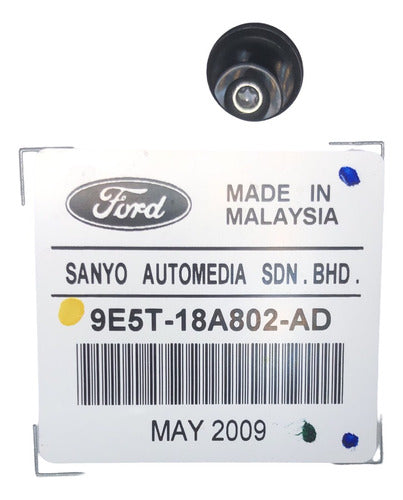 Ford
MADE IN
MALAYSIA
SANYO AUTOMEDIA SDN. BHD.
9E5T-18A802-AD
MAY 2009